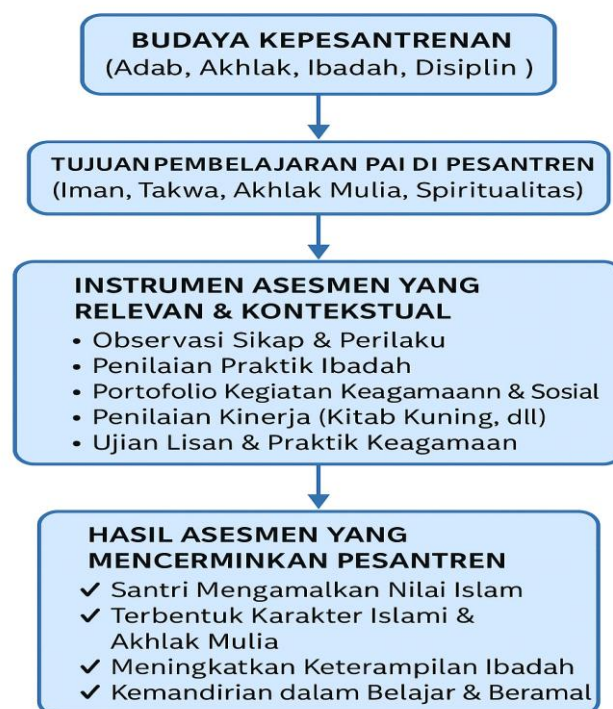 BUDAYA KEPESANTRENAN
(Adab, Akhlak, Ibadah, Disiplin )
TUJUAN PEMBELAJARAN PAI DI PESANTREN
(Iman, Takwa, Akhlak Mulia, Spiritualitas)
INSTRUMEN ASESMEN YANG
RELEVAN & KONTEKSTUAL
• Observasi Sikap & Perilaku
• Penilaian Praktik Ibadah
• Portofolio Kegiatan Keagamaann & Sosial
• Penilaian Kinerja (Kitab Kuning, dll)
• Ujian Lisan & Praktik Keagamaan
HASIL ASESMEN YANG
MENCERMINKAN PESANTREN
✓ Santri Mengamalkan Nilai Islam
✓ Terbentuk Karakter Islami &
Akhlak Mulia
✓ Meningkatkan Keterampilan Ibadah
✓ Kemandirian dalam Belajar & Beramal